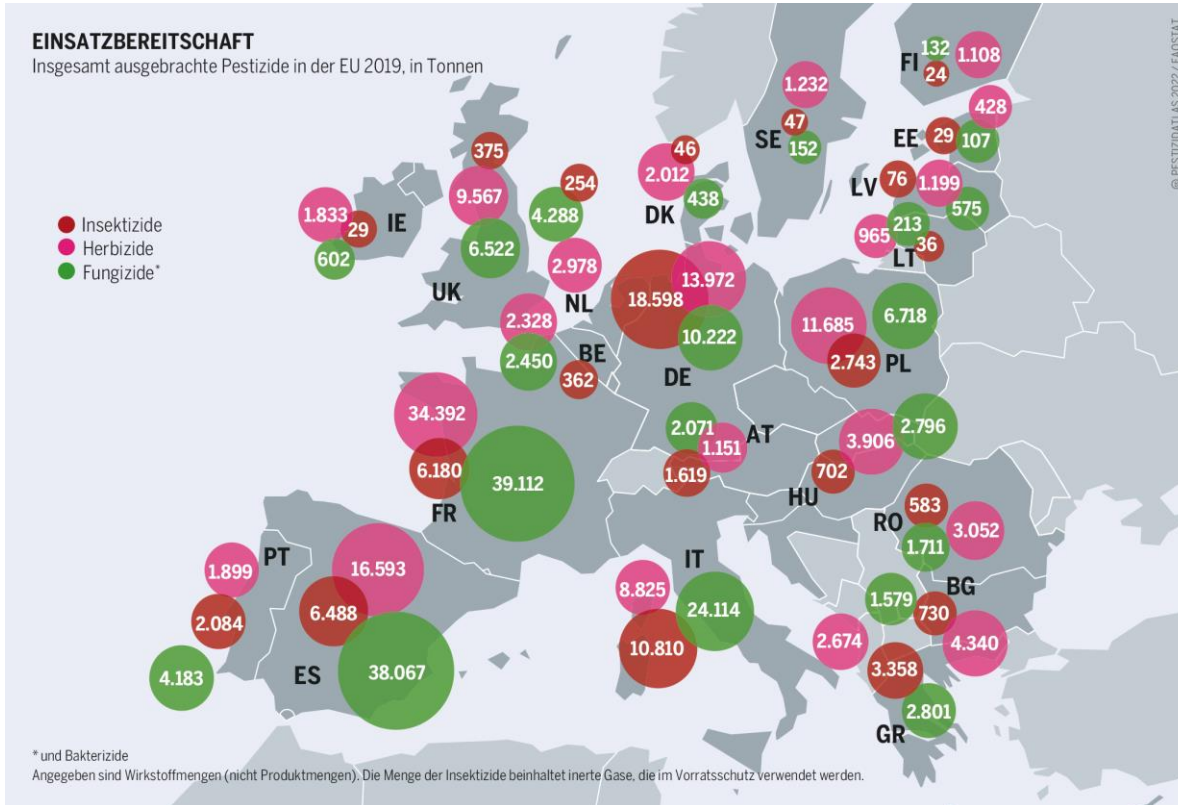 EINSATZBEREITSCHAFT
Insgesamt ausgebrachte Pestizide in der EU 2019, in Tonnen
Insektizide
Herbizide
Fungizide*
132
1.108
FI
24
1.232
47
SE
152
428
EE
29
107
LV
76
1.199
575
965
213
LT
36
46
2.012
DK
438
375
9.567
6.522
UK
254
4.288
2.978
NL
1.833
29
IE
602
2.328
2.450
BE
362
18.598
13.972
10.222
DE
11.685
6.718
2.743
PL
34.392
6.180
39.112
FR
2.071
AT
1.151
1.619
3.906
2.796
702
HU
583
RO
3.052
1.711
PT
1.899
2.084
4.183
16.593
6.488
ES
38.067
IT
8.825
24.114
10.810
BG
1.579
730
4.340
2.674
3.358
2.801
GR
* und Bakterizide
Angegeben sind Wirkstoffmengen (nicht Produktmengen). Die Menge der Insektizide beinhaltet inerte Gase, die im Vorratsschutz verwendet werden.
© PESTIZIDATLAS 2022 / FAOSTAT